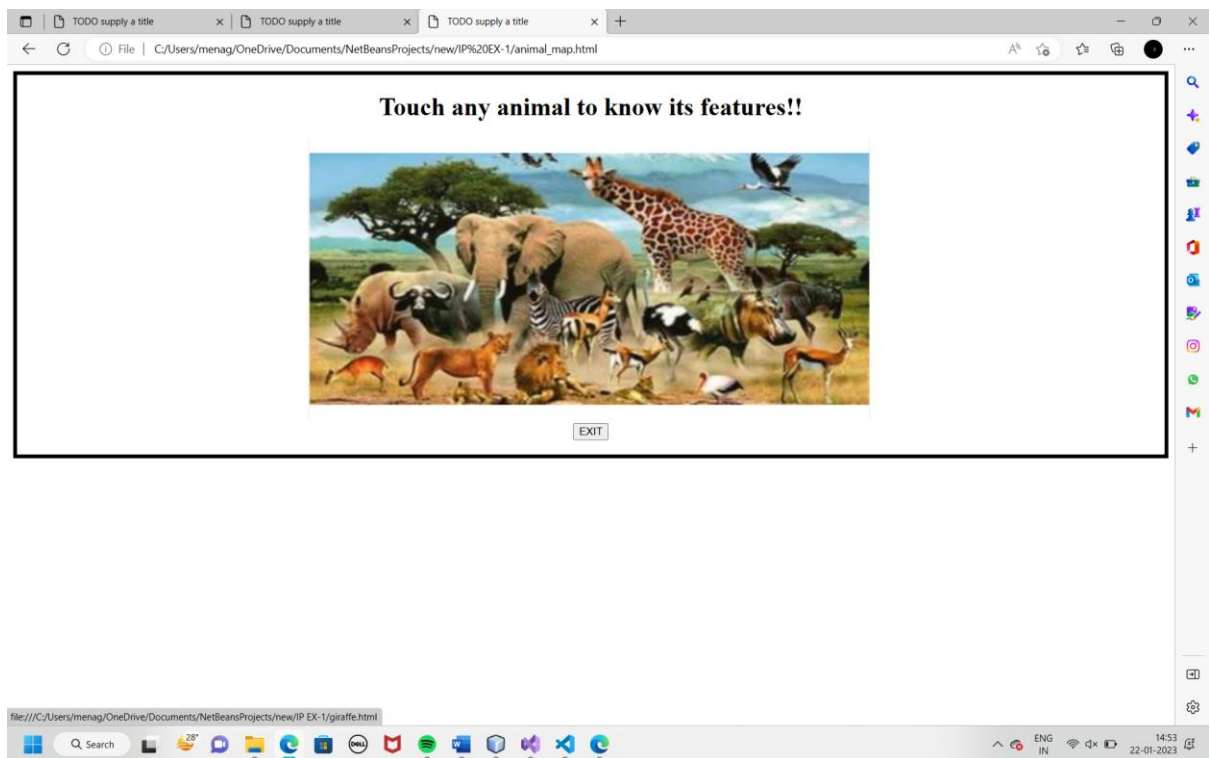 TODO supply a title
TODO supply a title
TODO supply a title
File | C:/Users/menag/OneDrive/Documents/NetBeansProjects/new/IP%20EX-1/animal_map.html
Touch any animal to know its features!!
EXIT
file:///C:/Users/menag/OneDrive/Documents/NetBeansProjects/new/IP EX-1/giraffe.html
Search
28°
DELL
ENG
IN
14:53
22-01-2023